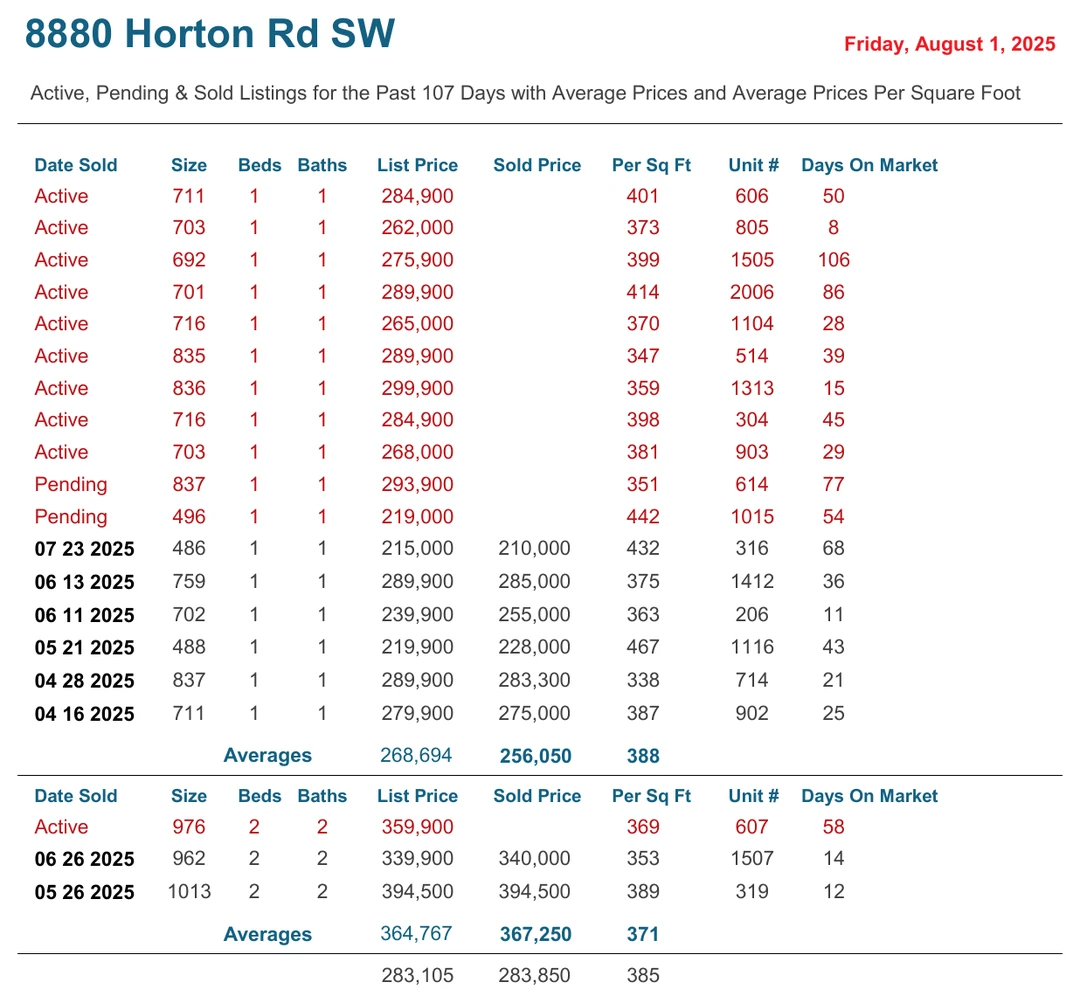 8880 Horton Rd SW
Friday, August 1, 2025
Active, Pending & Sold Listings for the Past 107 Days with Average Prices and Average Prices Per Square Foot
Date Sold Size Beds Baths List Price Sold Price Per Sq Ft Unit # Days On Market
Active 711 1 1 284,900 401 606 50
Active 703 1 1 262,000 373 805 8
Active 692 1 1 275,900 399 1505 106
Active 701 1 1 289,900 414 2006 86
Active 716 1 1 265,000 370 1104 28
Active 835 1 1 289,900 347 514 39
Active 836 1 1 299,900 359 1313 15
Active 716 1 1 284,900 398 304 45
Active 703 1 1 268,000 381 903 29
Pending 837 1 1 293,900 351 614 77
Pending 496 1 1 219,000 442 1015 54
07 23 2025 486 1 1 215,000 210,000 432 316 68
06 13 2025 759 1 1 289,900 285,000 375 1412 36
06 11 2025 702 1 1 239,900 255,000 363 206 11
05 21 2025 488 1 1 219,900 228,000 467 1116 43
04 28 2025 837 1 1 289,900 283,300 338 714 21
04 16 2025 711 1 1 279,900 275,000 387 902 25
Averages 268,694 256,050 388
Date Sold Size Beds Baths List Price Sold Price Per Sq Ft Unit # Days On Market
Active 976 2 2 359,900 369 607 58
06 26 2025 962 2 2 339,900 340,000 353 1507 14
05 26 2025 1013 2 2 394,500 394,500 389 319 12
Averages 364,767 367,250 371
283,105 283,850 385